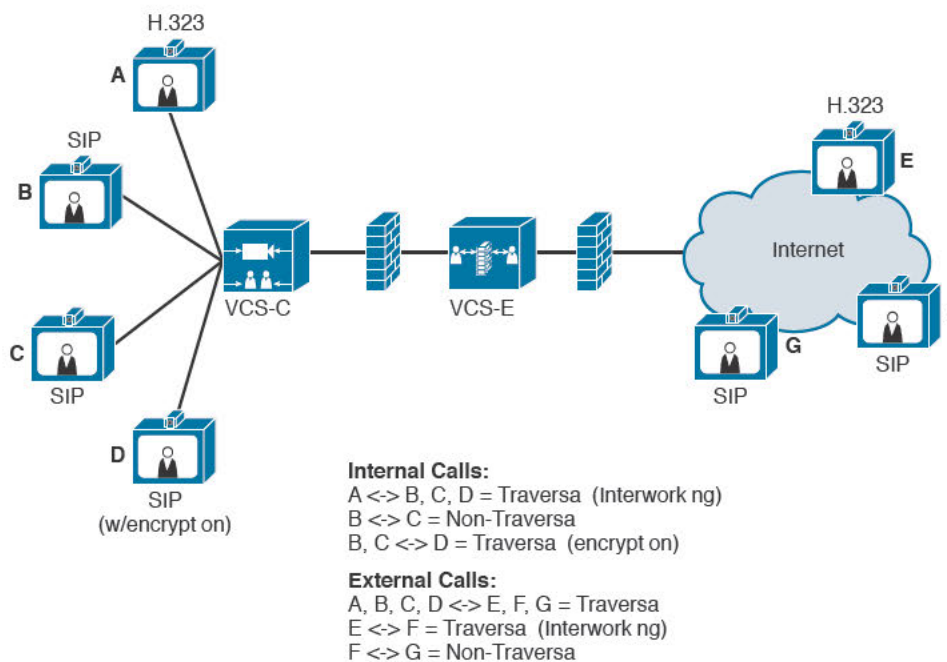 H.323
A
SIP
B
C
SIP
D
SIP
(w/encrypt on)
VCS-C
VCS-E
H.323
E
Internet
G
SIP
SIP
Internal Calls:
A <-> B, C, D = Traversa (Interwork ng)
B <-> C = Non-Traversa
B, C <-> D = Traversa (encrypt on)
External Calls:
A, B, C, D <-> E, F, G = Traversa
E <-> F = Traversa (Interwork ng)
F <-> G = Non-Traversa